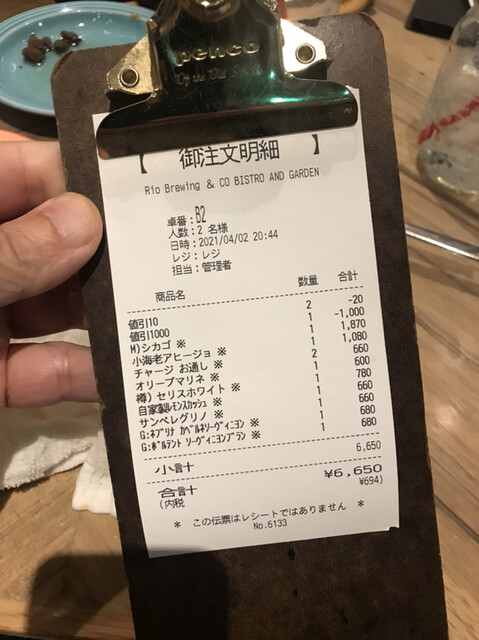 penco
【 御注文明細 】
Rio Brewing & CO BISTRO AND GARDEN
卓番：B2
人数：2 名様
日時：2021/04/02 20:44
レジ：レジ
担当：管理者
商品名 数量 合計
値引10 2 -20
値引1000 1 -1,000
M)シカゴ ※ 1 1,870
小海老アヒージョ ※ 1 1,080
チャージ お通し ※ 2 660
オリーブマリネ ※ 1 600
樽) セリスホワイト ※ 1 780
自家製ﾚﾓﾝｽｶｯｼｭ ※ 1 660
サンペレグリノ ※ 1 660
G:ﾈﾌﾟﾘﾅ ｶﾍﾞﾙﾈｿｰｳﾞｨﾆﾖﾝ ※ 1 680
G:ﾎﾞﾙﾃﾞﾝﾄ ｿｰｳﾞｨﾆﾖﾝﾌﾞﾗﾝ ※ 1 680
小計 6,650
合計 ¥6,650
(内税 ¥694)
* この伝票はレシートではありません *
No.6133